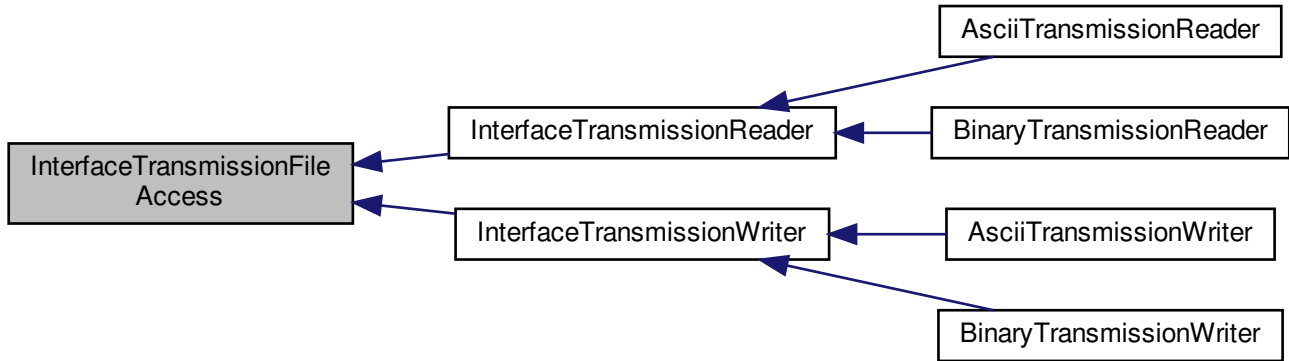 AsciiTransmissionReader
InterfaceTransmissionReader
BinaryTransmissionReader
InterfaceTransmissionFile
Access
InterfaceTransmissionWriter
AsciiTransmissionWriter
BinaryTransmissionWriter